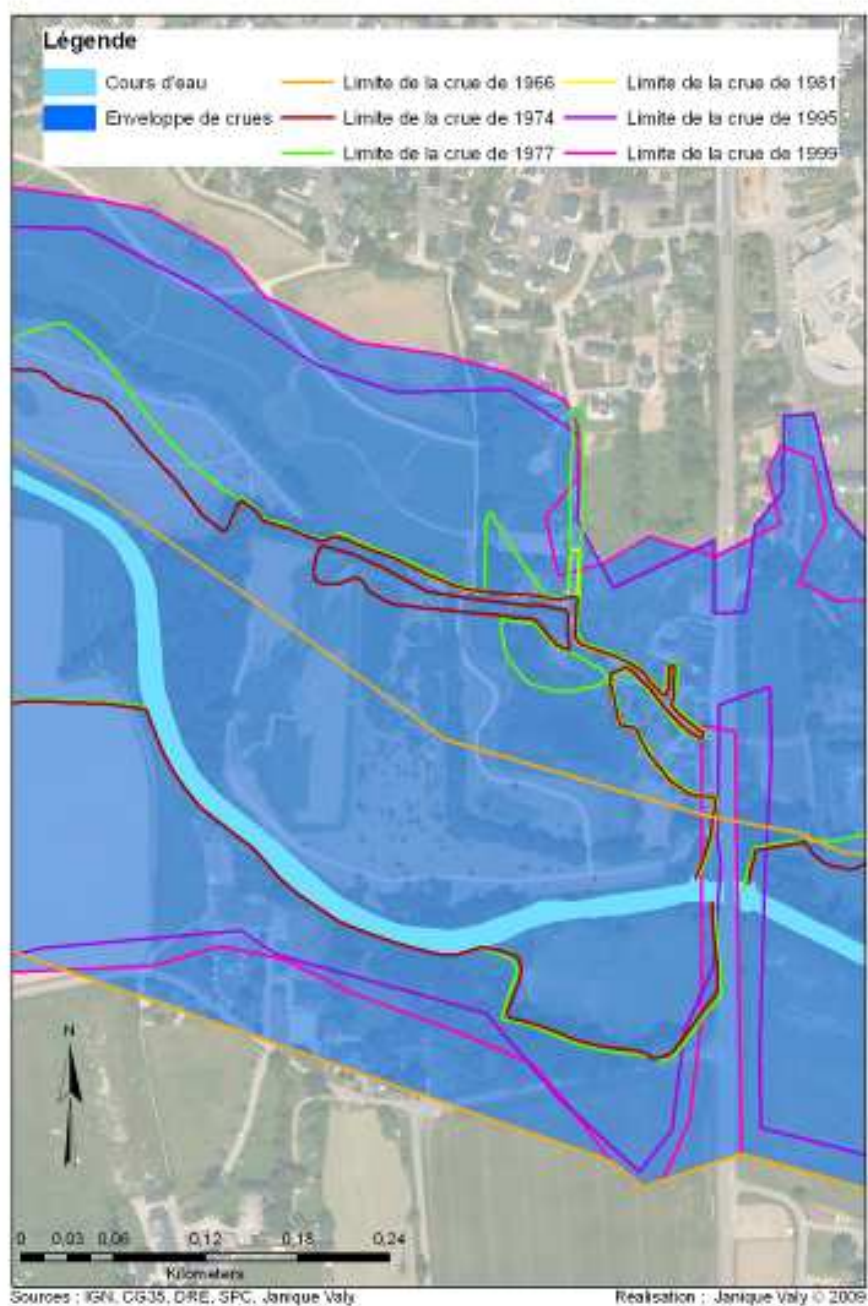 Légende
Cours d'eau
Enveloppe de crues
Limite de la crue de 1966
Limite de la crue de 1974
Limite de la crue de 1977
Limite de la crue de 1981
Limite de la crue de 1995
Limite de la crue de 1999
N
0 0,03 0,06 0,12 0,18 0,24
Kilometers
Sources : IGN, CG35, DRE, SPC, Janique Valy
Réalisation : Janique Valy © 2009